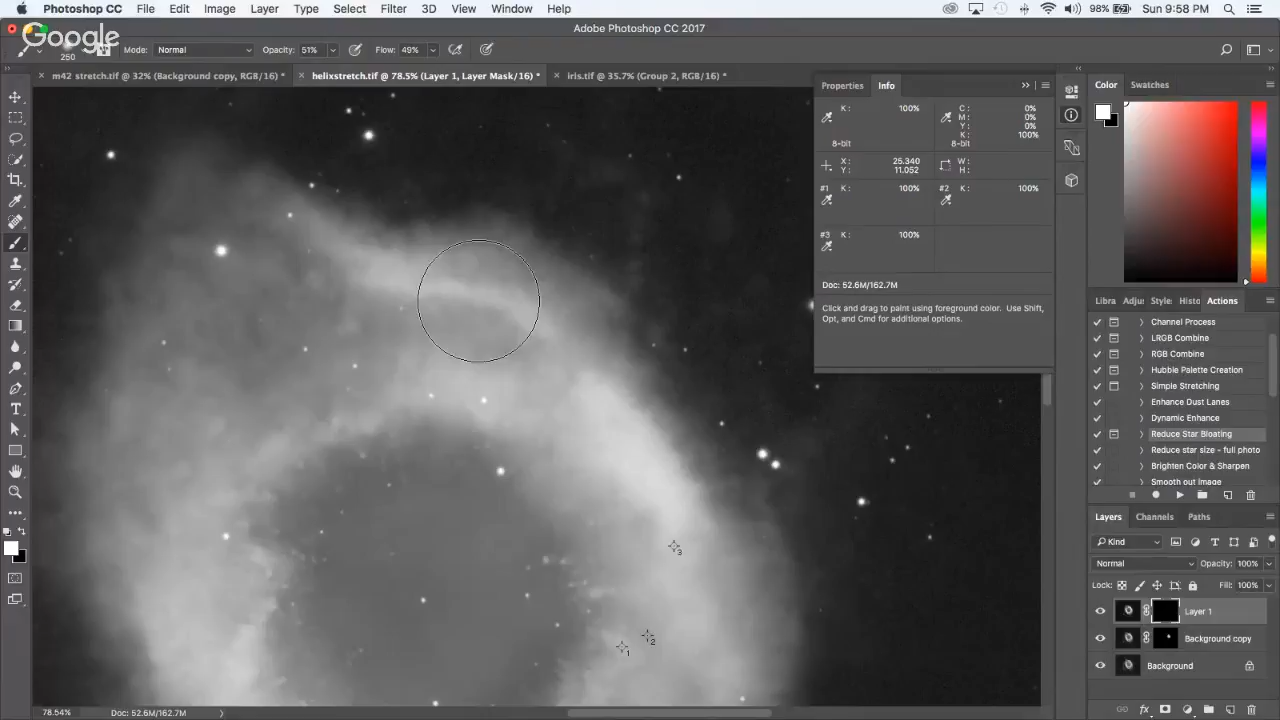 Photoshop CC File Edit Image Layer Type Select Filter 3D View Window Help 98% Sun 9:58 PM
Adobe Photoshop CC 2017
Google
250 Mode: Normal Opacity: 51% Flow: 49%
m42 stretch.tif @ 32% (Background copy, RGB/16) * helixstretch.tif @ 78.5% (Layer 1, Layer Mask/16) * iris.tif @ 35.7% (Group 2, RGB/16) *
Properties Info
K: 100% C: 0%
M: 0%
Y: 0%
K: 100%
8-bit 8-bit
X: 25.340 W:
Y: 11.052 H:
#1 K: 100% #2 K: 100%
#3 K: 100%
Doc: 52.6M/162.7M
Click and drag to paint using foreground color. Use Shift,
Opt, and Cmd for additional options.
Color Swatches
Libra Adju: Style: Histo Actions
Channel Process
LRGB Combine
RGB Combine
Hubble Palette Creation
Simple Stretching
Enhance Dust Lanes
Dynamic Enhance
Reduce Star Bloating
Reduce star size - full photo
Brighten Color & Sharpen
Smooth out image
Layers Channels Paths
Kind
Normal Opacity: 100%
Lock: Fill: 100%
Layer 1
Background copy
Background
3
2
1
78.54% Doc: 52.6M/162.7M